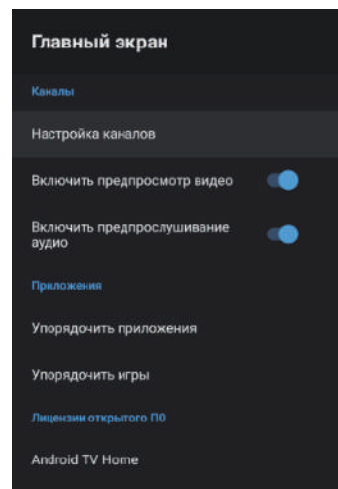 Главный экран
Каналы
Настройка каналов
Включить предпросмотр видео
Включить предпрослушивание
аудио
Приложения
Упорядочить приложения
Упорядочить игры
Лицензии открытого ПО
Android TV Home